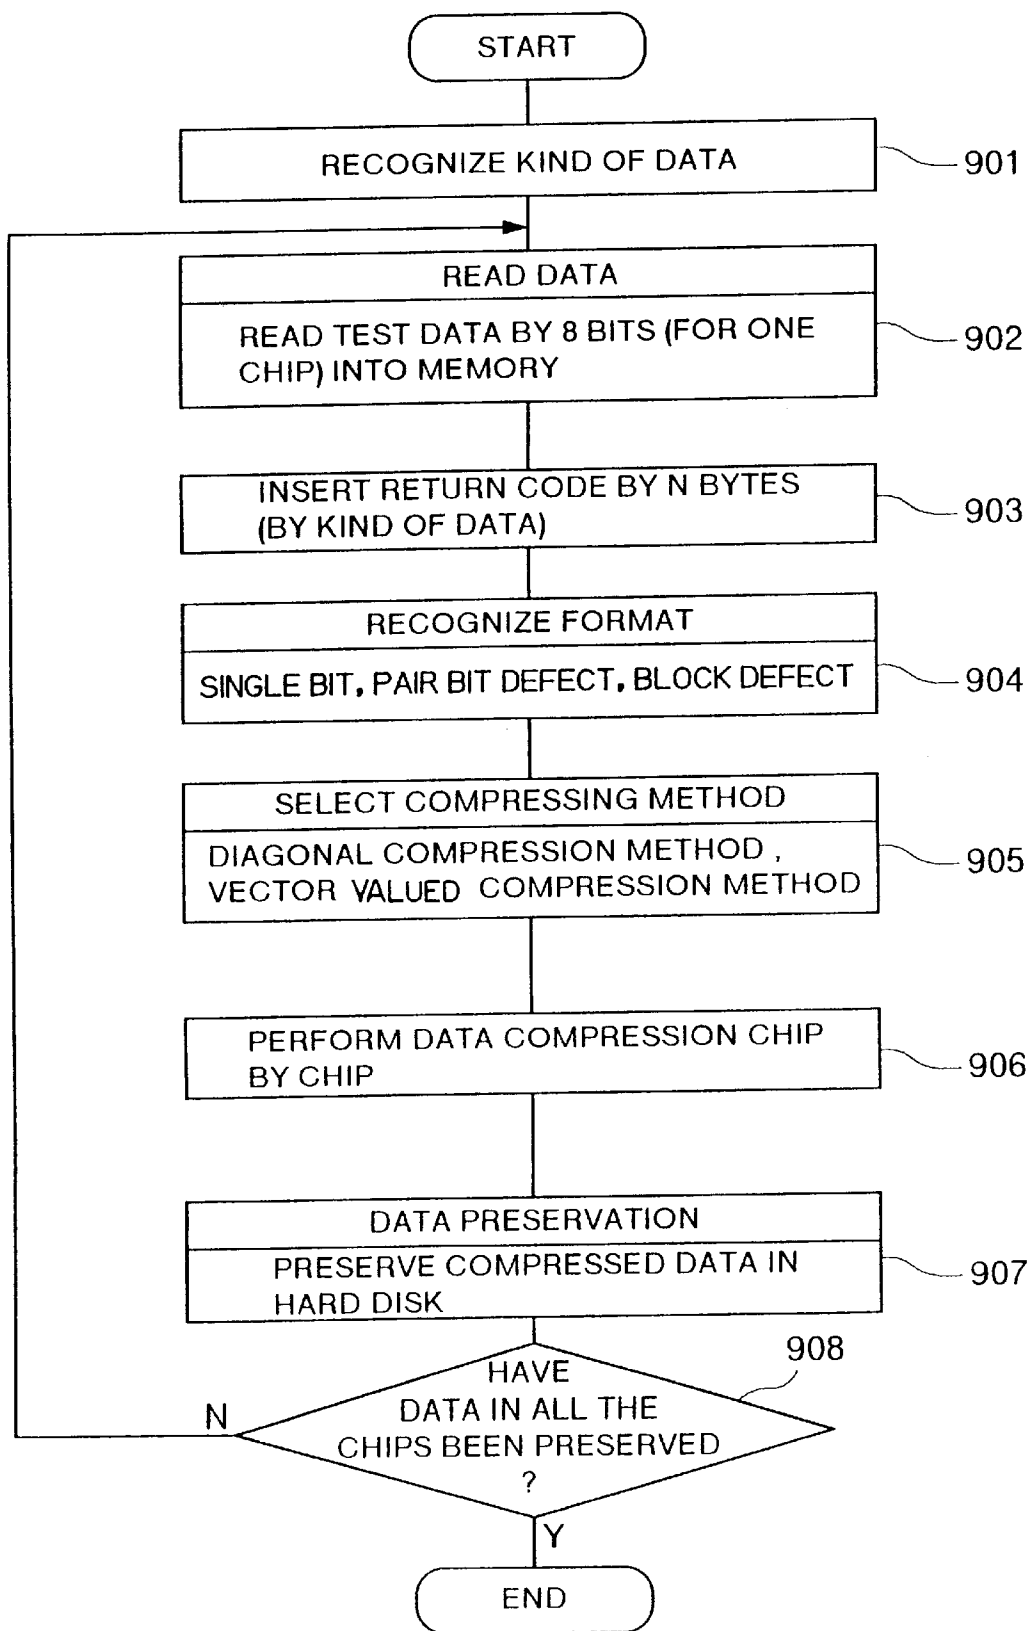 START
RECOGNIZE KIND OF DATA
901
READ DATA
READ TEST DATA BY 8 BITS (FOR ONE
CHIP) INTO MEMORY
902
INSERT RETURN CODE BY N BYTES
(BY KIND OF DATA)
903
RECOGNIZE FORMAT
SINGLE BIT, PAIR BIT DEFECT, BLOCK DEFECT
904
SELECT COMPRESSING METHOD
DIAGONAL COMPRESSION METHOD ,
VECTOR VALUED COMPRESSION METHOD
905
PERFORM DATA COMPRESSION CHIP
BY CHIP
906
DATA PRESERVATION
PRESERVE COMPRESSED DATA IN
HARD DISK
907
908
HAVE
DATA IN ALL THE
CHIPS BEEN PRESERVED
?
N
Y
END